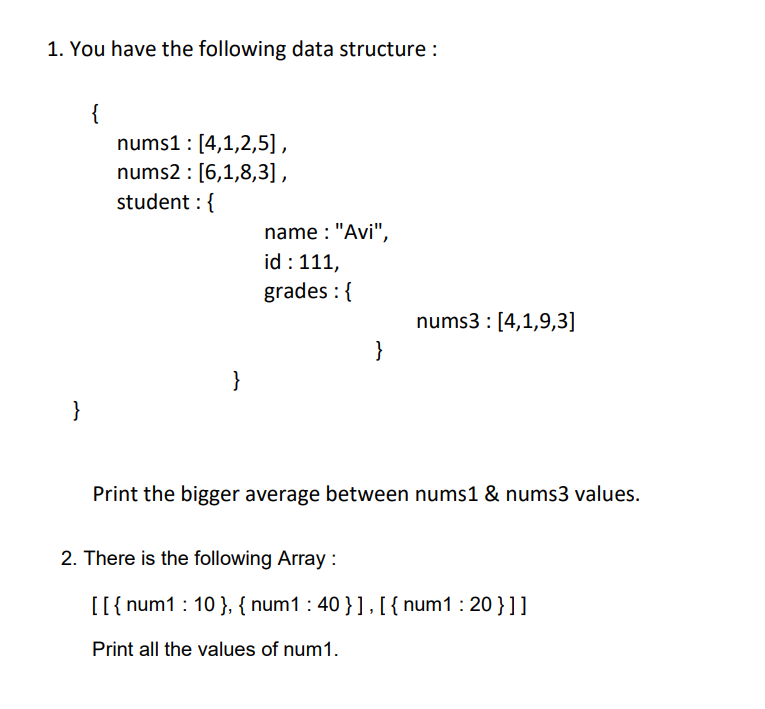 1. You have the following data structure :
{
nums1 : [4,1,2,5] ,
nums2 : [6,1,8,3] ,
student : {
name : "Avi",
id : 111,
grades : {
nums3 : [4,1,9,3]
}
}
}
Print the bigger average between nums1 & nums3 values.
2. There is the following Array :
[ [ { num1 : 10 }, { num1 : 40 } ] , [ { num1 : 20 } ] ]
Print all the values of num1.